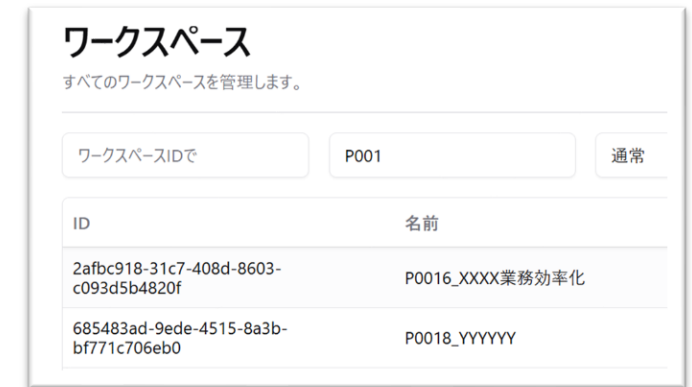 ワークスペース
すべてのワークスペースを管理します。
ワークスペースIDで
P001
通常
ID
名前
2afbc918-31c7-408d-8603-
c093d5b4820f
P0016_XXXX業務効率化
685483ad-9ede-4515-8a3b-
bf771c706eb0
P0018_YYYYYY